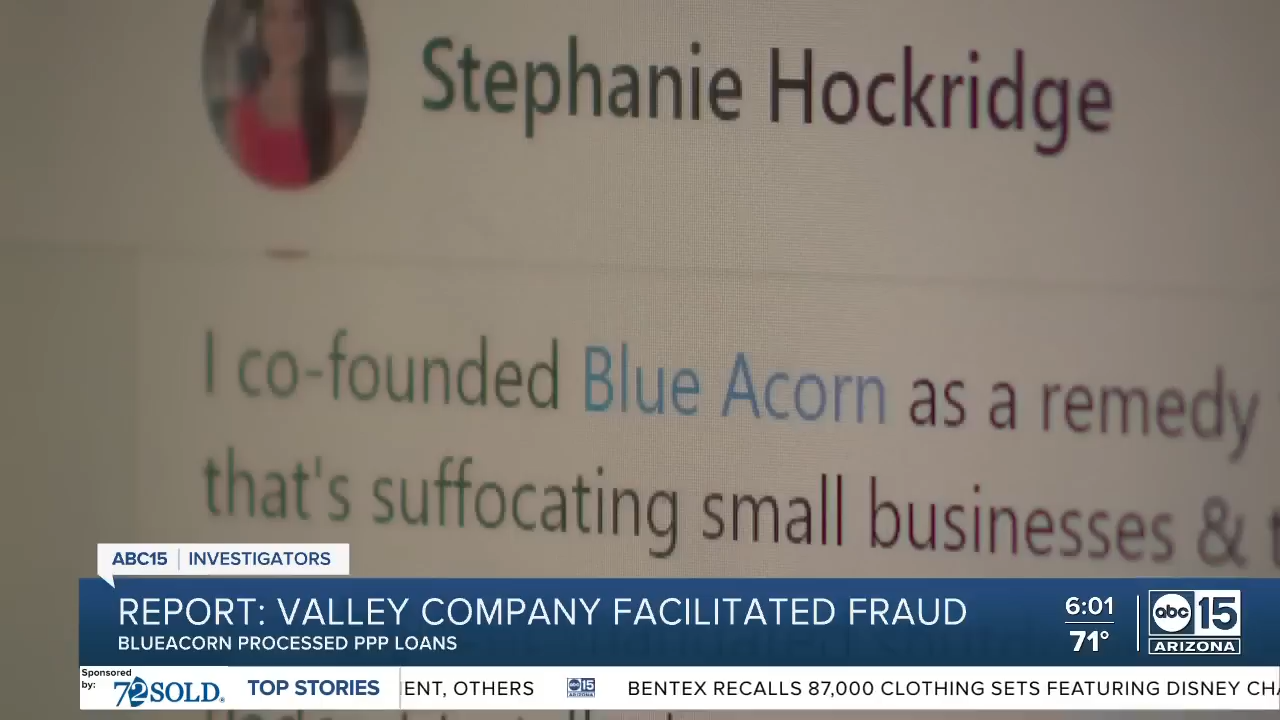 Stephanie Hockridge
I co-founded Blue Acorn as a remedy
that's suffocating small businesses &
ABC15 | INVESTIGATORS
REPORT: VALLEY COMPANY FACILITATED FRAUD
BLUEACORN PROCESSED PPP LOANS
6:01
71°
abc 15
ARIZONA
Sponsored
by:
72SOLD.
TOP STORIES
ENT, OTHERS
abc 15
BENTEX RECALLS 87,000 CLOTHING SETS FEATURING DISNEY CHA